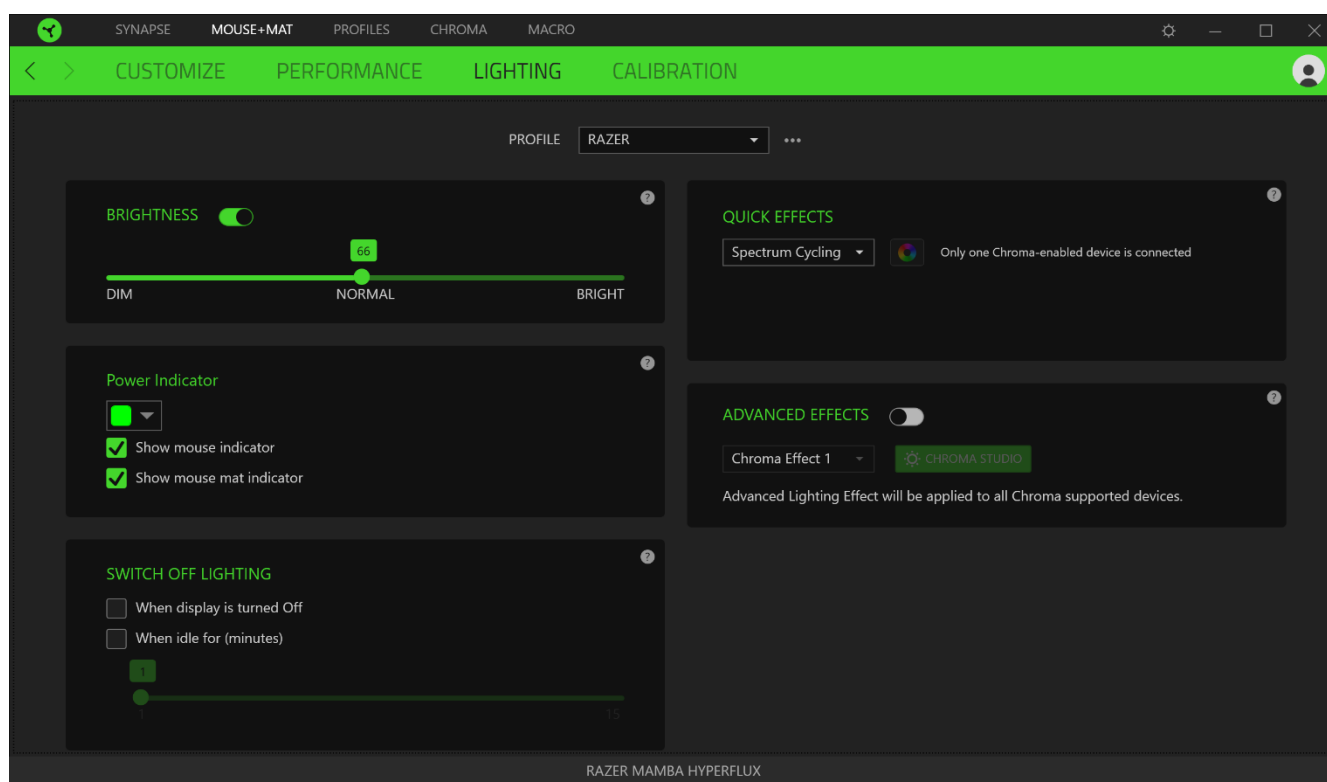 SYNAPSE MOUSE+MAT PROFILES CHROMA MACRO
CUSTOMIZE PERFORMANCE LIGHTING CALIBRATION
PROFILE RAZER
BRIGHTNESS
66
DIM NORMAL BRIGHT
Power Indicator
Show mouse indicator
Show mouse mat indicator
SWITCH OFF LIGHTING
When display is turned Off
When idle for (minutes)
1
1 15
QUICK EFFECTS
Spectrum Cycling Only one Chroma-enabled device is connected
ADVANCED EFFECTS
Chroma Effect 1 CHROMA STUDIO
Advanced Lighting Effect will be applied to all Chroma supported devices.
RAZER MAMBA HYPERFLUX